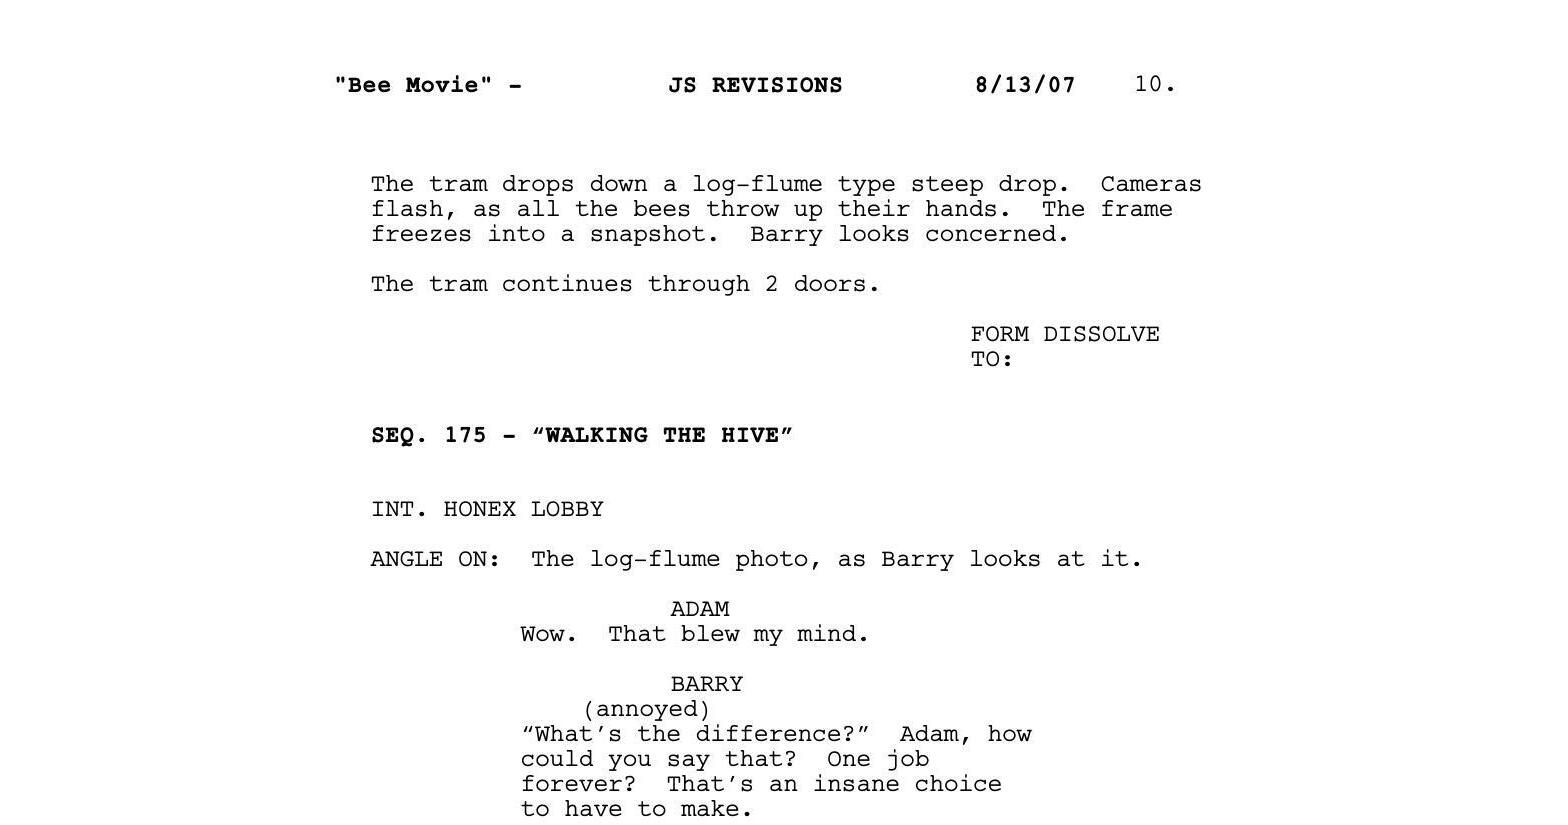 "Bee Movie" - JS REVISIONS 8/13/07 10.
The tram drops down a log-flume type steep drop.  Cameras
flash, as all the bees throw up their hands.  The frame
freezes into a snapshot.  Barry looks concerned.
The tram continues through 2 doors.
FORM DISSOLVE
TO:
SEQ. 175 - “WALKING THE HIVE”
INT. HONEX LOBBY
ANGLE ON:  The log-flume photo, as Barry looks at it.
ADAM
Wow.  That blew my mind.
BARRY
(annoyed)
“What’s the difference?”  Adam, how
could you say that?  One job
forever?  That’s an insane choice
to have to make.